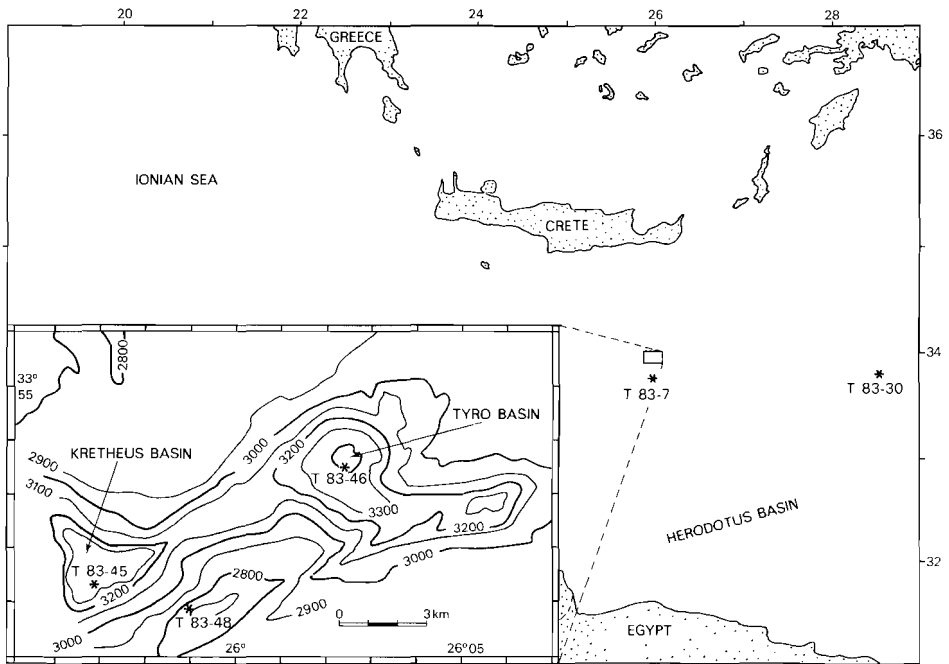 20 22 24 26 28
GREECE
36
IONIAN SEA
CRETE
34
T 83-7
T 83-30
HERODOTUS BASIN
32
EGYPT
2800
33°
55
TYRO BASIN
KRETHEUS BASIN
3000
3200
2900
3100
T 83-46
3300
3200
3000
T 83-45
3200
2800
T 83-48
2900
3000
0 3 km
26° 26°05